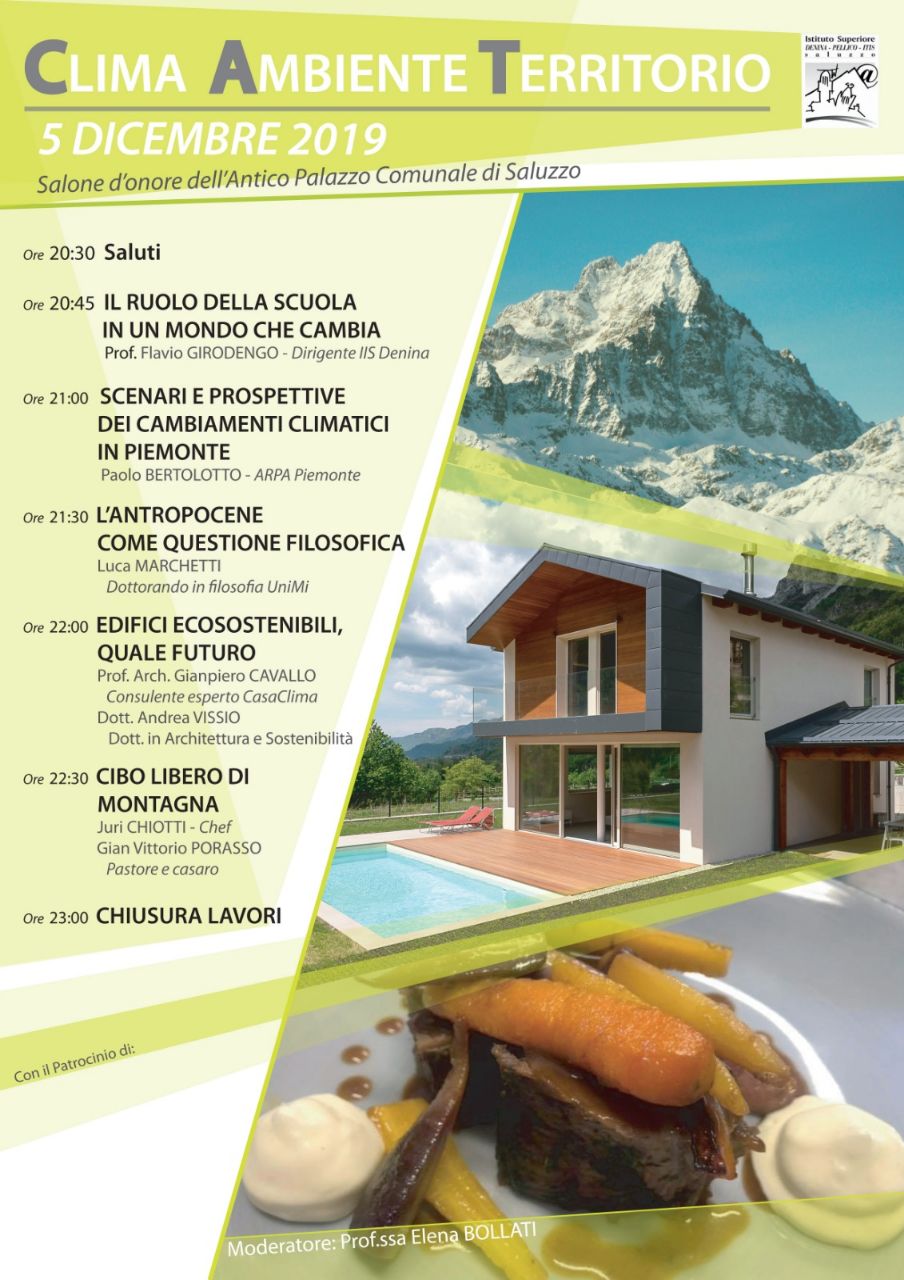 CLIMA AMBIENTE TERRITORIO
Istituto Superiore
DENINA - PELLICO - ITIS
saluzzo
@
5 DICEMBRE 2019
Salone d'onore dell'Antico Palazzo Comunale di Saluzzo
Ore 20:30 Saluti
Ore 20:45 IL RUOLO DELLA SCUOLA
IN UN MONDO CHE CAMBIA
Prof. Flavio GIRODENGO - Dirigente IIS Denina
Ore 21:00 SCENARI E PROSPETTIVE
DEI CAMBIAMENTI CLIMATICI
IN PIEMONTE
Paolo BERTOLOTTO - ARPA Piemonte
Ore 21:30 L'ANTROPOCENE
COME QUESTIONE FILOSOFICA
Luca MARCHETTI
Dottorando in filosofia UniMi
Ore 22:00 EDIFICI ECOSOSTENIBILI,
QUALE FUTURO
Prof. Arch. Gianpiero CAVALLO
Consulente esperto CasaClima
Dott. Andrea VISSIO
Dott. in Architettura e Sostenibilità
Ore 22:30 CIBO LIBERO DI
MONTAGNA
Juri CHIOTTI - Chef
Gian Vittorio PORASSO
Pastore e casaro
Ore 23:00 CHIUSURA LAVORI
Con il Patrocinio di:
Moderatore: Prof.ssa Elena BOLLATI